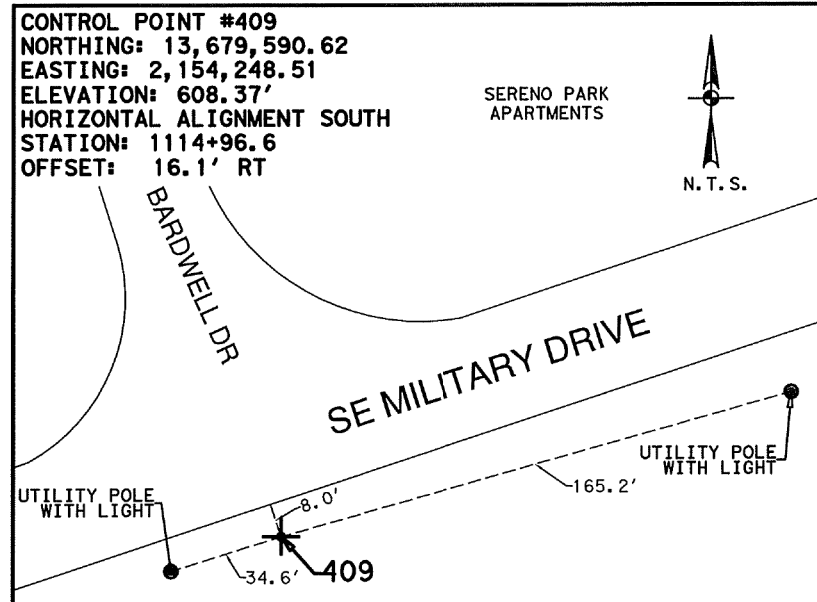 CONTROL POINT #409
NORTHING: 13,679,590.62
EASTING: 2,154,248.51
ELEVATION: 608.37'
HORIZONTAL ALIGNMENT SOUTH
STATION: 1114+96.6
OFFSET: 16.1' RT
SERENO PARK
APARTMENTS
N.T.S.
BARDWELL DR
SE MILITARY DRIVE
UTILITY POLE
WITH LIGHT
165.2'
UTILITY POLE
WITH LIGHT
8.0'
34.6'
409